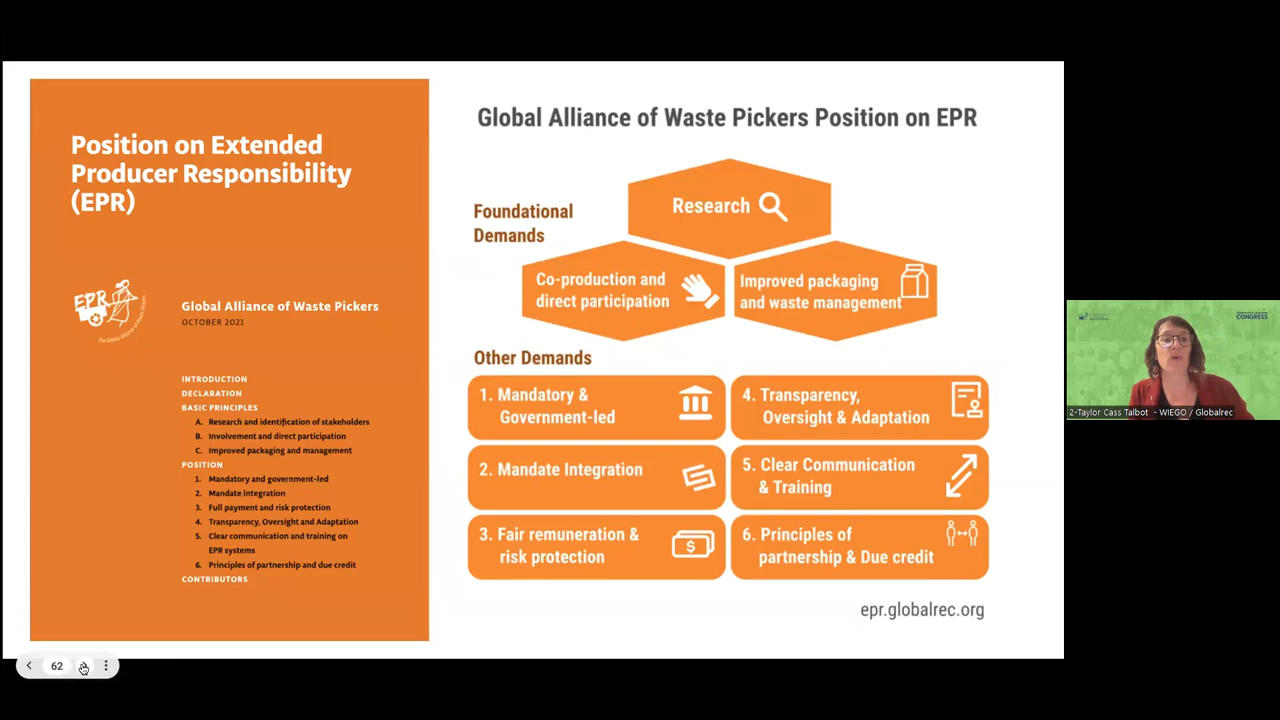 Position on Extended
Producer Responsibility
(EPR)
EPR
Global Alliance of Waste Pickers
OCTOBER 2021
INTRODUCTION
DECLARATION
BASIC PRINCIPLES
A. Research and identification of stakeholders
B. Involvement and direct participation
C. Improved packaging and management
POSITION
1. Mandatory and government-led
2. Mandate integration
3. Full payment and risk protection
4. Transparency, Oversight and Adaptation
5. Clear communication and training on
EPR systems
6. Principles of partnership and due credit
CONTRIBUTORS
Global Alliance of Waste Pickers Position on EPR
Foundational
Demands
Research
Co-production and
direct participation
Improved packaging
and waste management
Other Demands
1. Mandatory &
Government-led
2. Mandate Integration
3. Fair remuneration &
risk protection
$
4. Transparency,
Oversight & Adaptation
5. Clear Communication
& Training
6. Principles of
partnership & Due credit
epr.globalrec.org
62
CONGRESS
2-Taylor Cass Talbot - WIEGO / Globalrec